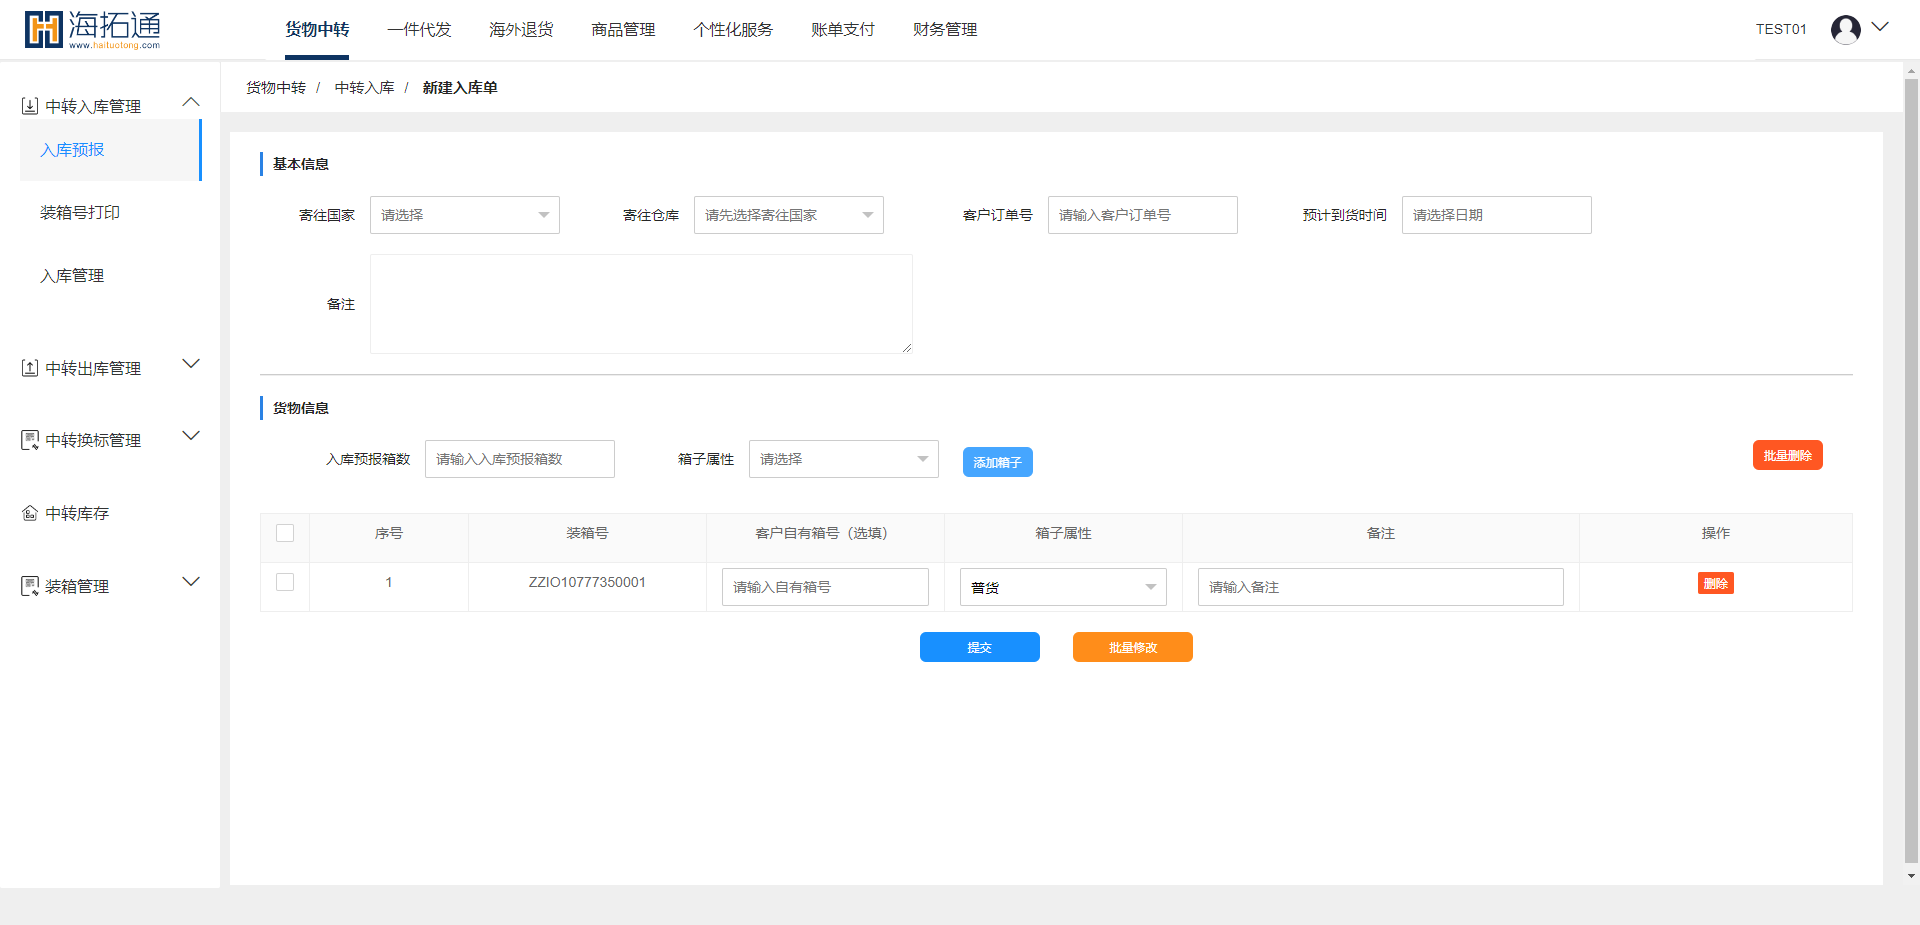 海拓通
www.haituotong.com
货物中转 一件代发 海外退货 商品管理 个性化服务 账单支付 财务管理
TEST01
货物中转 / 中转入库 / 新建入库单
中转入库管理
入库预报
装箱号打印
入库管理
中转出库管理
中转换标管理
中转库存
装箱管理
基本信息
寄往国家 请选择 寄往仓库 请先选择寄往国家 客户订单号 请输入客户订单号 预计到货时间 请选择日期
备注
货物信息
入库预报箱数 请输入入库预报箱数 箱子属性 请选择 添加箱子 批量删除
序号 装箱号 客户自有箱号（选填） 箱子属性 备注 操作
1 ZZIO10777350001 请输入自有箱号 普货 请输入备注 删除
提交 批量修改